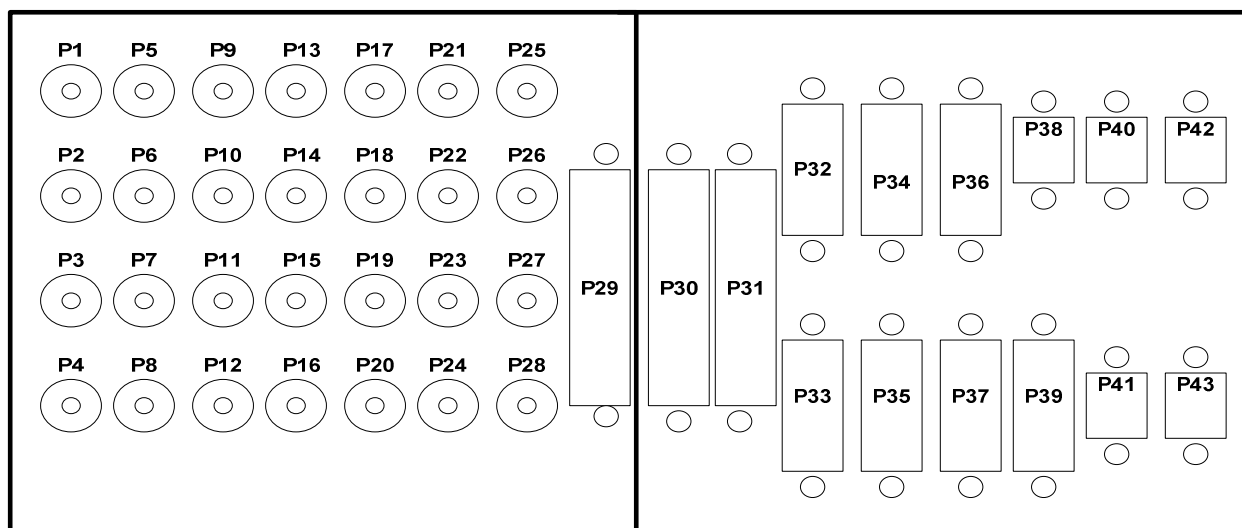 P1 P5 P9 P13 P17 P21 P25
P38 P40 P42
P2 P6 P10 P14 P18 P22 P26
P32 P34 P36
P3 P7 P11 P15 P19 P23 P27
P29 P30 P31
P4 P8 P12 P16 P20 P24 P28
P41 P43
P33 P35 P37 P39